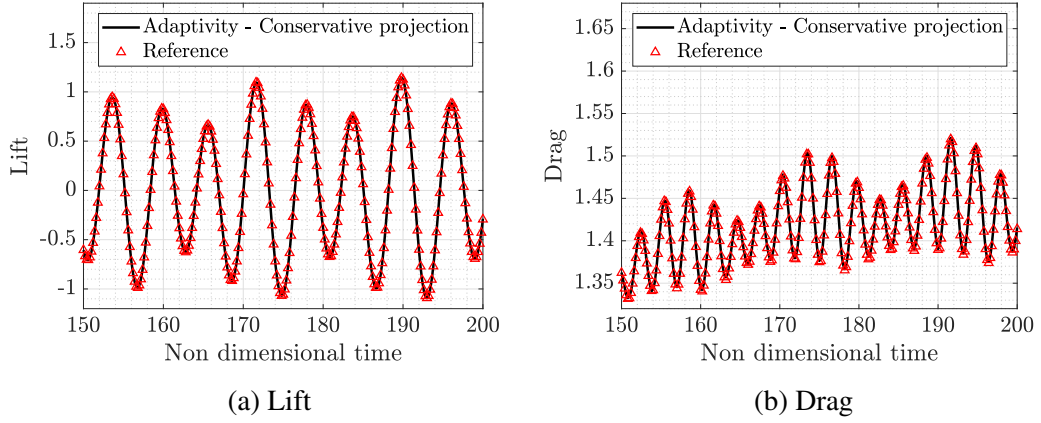 Adaptivity - Conservative projection
Reference
1.5
1
0.5
0
-0.5
-1
Lift
150 160 170 180 190 200
Non dimensional time
(a) Lift
Adaptivity - Conservative projection
Reference
1.65
1.6
1.55
1.5
1.45
1.4
1.35
Drag
150 160 170 180 190 200
Non dimensional time
(b) Drag